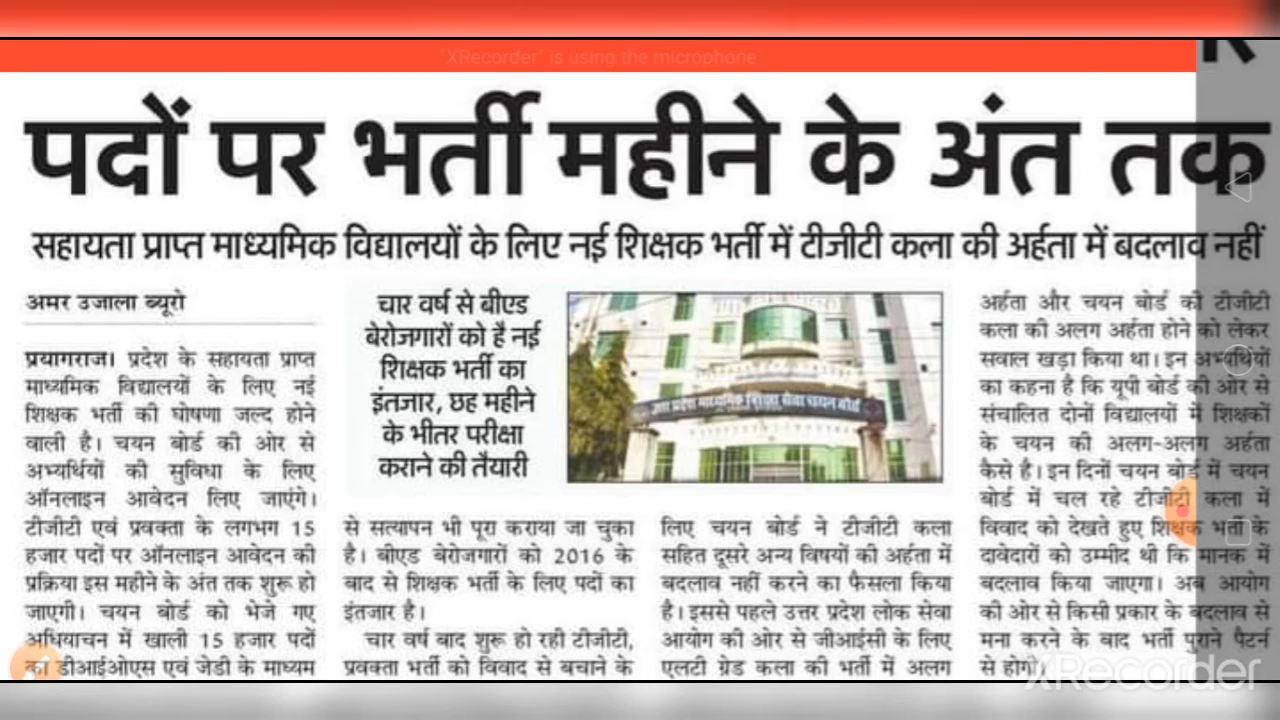 "XRecorder" is using the microphone
पदों पर भर्ती महीने के अंत तक
सहायता प्राप्त माध्यमिक विद्यालयों के लिए नई शिक्षक भर्ती में टीजीटी कला की अर्हता में बदलाव नहीं
अमर उजाला ब्यूरो
प्रयागराज। प्रदेश के सहायता प्राप्त
माध्यमिक विद्यालयों के लिए नई
शिक्षक भर्ती की घोषणा जल्द होने
वाली है। चयन बोर्ड की ओर से
अभ्यर्थियों की सुविधा के लिए
ऑनलाइन आवेदन लिए जाएंगे।
टीजीटी एवं प्रवक्ता के लगभग 15
हजार पदों पर ऑनलाइन आवेदन की
प्रक्रिया इस महीने के अंत तक शुरू हो
जाएगी। चयन बोर्ड को भेजे गए
अधियाचन में खाली 15 हजार पदों
का डीआईओएस एवं जेडी के माध्यम
चार वर्ष से बीएड
बेरोजगारों को है नई
शिक्षक भर्ती का
इंतजार, छह महीने
के भीतर परीक्षा
कराने की तैयारी
उत्तर प्रदेश माध्यमिक शिक्षा सेवा चयन बोर्ड
से सत्यापन भी पूरा कराया जा चुका
है। बीएड बेरोजगारों को 2016 के
बाद से शिक्षक भर्ती के लिए पदों का
इंतजार है।
चार वर्ष बाद शुरू हो रही टीजीटी,
प्रवक्ता भर्ती को विवाद से बचाने के
लिए चयन बोर्ड ने टीजीटी कला
सहित दूसरे अन्य विषयों की अर्हता में
बदलाव नहीं करने का फैसला किया
है। इससे पहले उत्तर प्रदेश लोक सेवा
आयोग की ओर से जीआईसी के लिए
एलटी ग्रेड कला की भर्ती में अलग
अर्हता और चयन बोर्ड की टीजीटी
कला की अलग अर्हता होने को लेकर
सवाल खड़ा किया था। इन अभ्यर्थियों
का कहना है कि यूपी बोर्ड की ओर से
संचालित दोनों विद्यालयों में शिक्षकों
के चयन की अलग-अलग अर्हता
कैसे है। इन दिनों चयन बोर्ड में चयन
बोर्ड में चल रहे टीजीटी कला में
विवाद को देखते हुए शिक्षक भर्ती के
दावेदारों को उम्मीद थी कि मानक में
बदलाव किया जाएगा। अब आयोग
की ओर से किसी प्रकार के बदलाव से
मना करने के बाद भर्ती पुराने पैटर्न
से होगी।
XRecorder